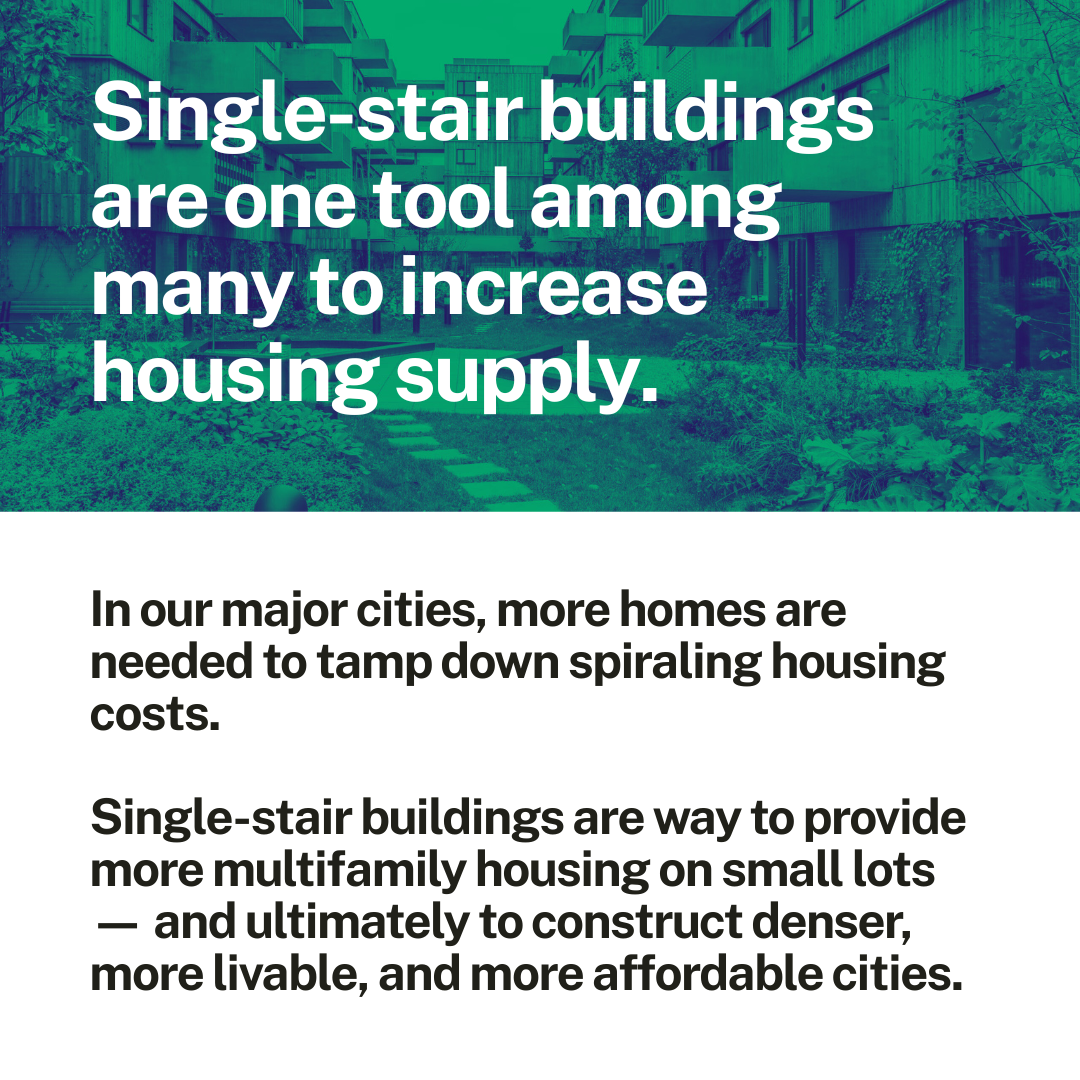 Single-stair buildings
are one tool among
many to increase
housing supply.
In our major cities, more homes are
needed to tamp down spiraling housing
costs.
Single-stair buildings are way to provide
more multifamily housing on small lots
— and ultimately to construct denser,
more livable, and more affordable cities.